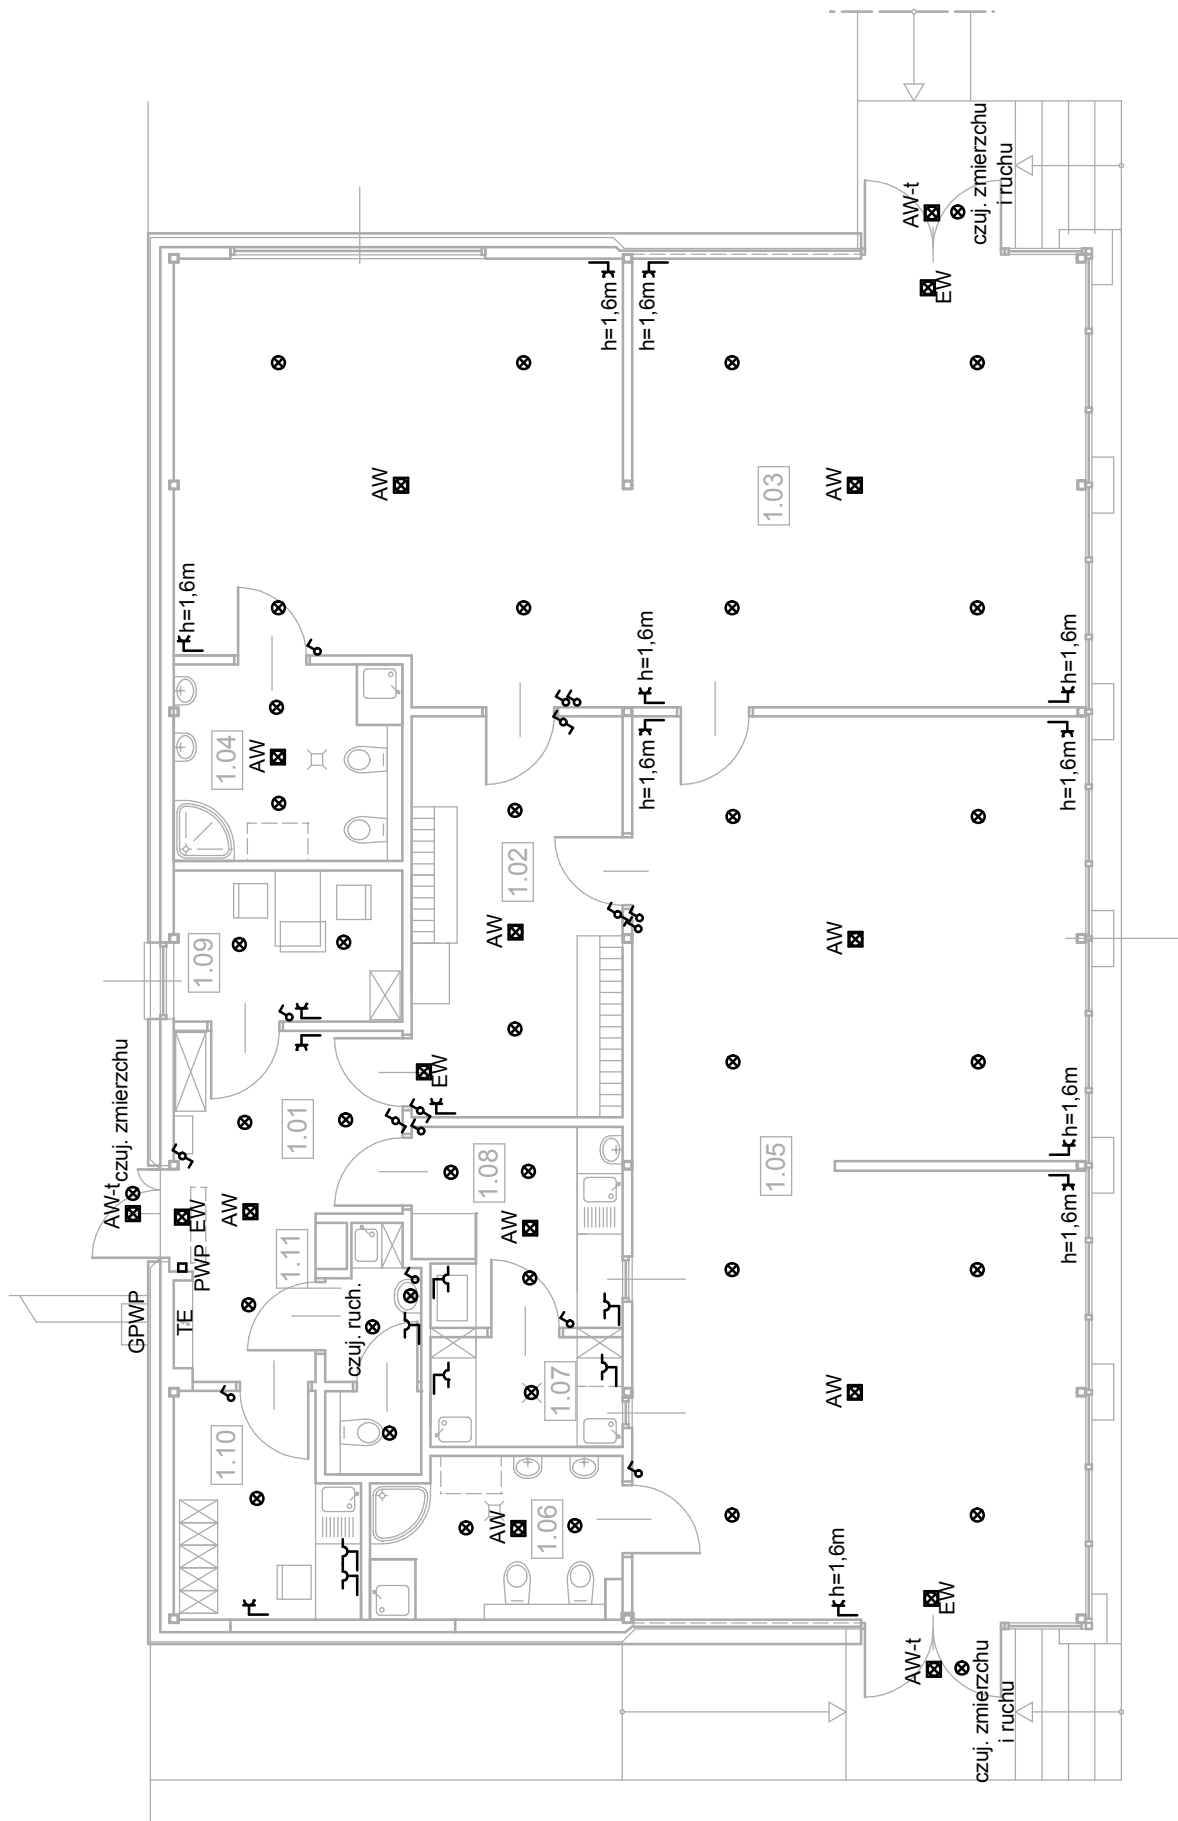 czuj. zmierzchu
i ruchu
AW-t
EW
h=1,6m
h=1,6m
AW
1.03
AW
h=1,6m
h=1,6m
h=1,6m
1.04
AW
h=1,6m
h=1,6m
1.02
AW
AW
1.09
EW
czuj. zmierzchu
AW-t
1.01
h=1,6m
1.05
1.08
EW
AW
AW
PWP
h=1,6m
1.11
GPWP
TE
czuj. ruch.
1.07
AW
1.10
AW
1.06
h=1,6m
EW
AW-t
czuj. zmierzchu
i ruchu